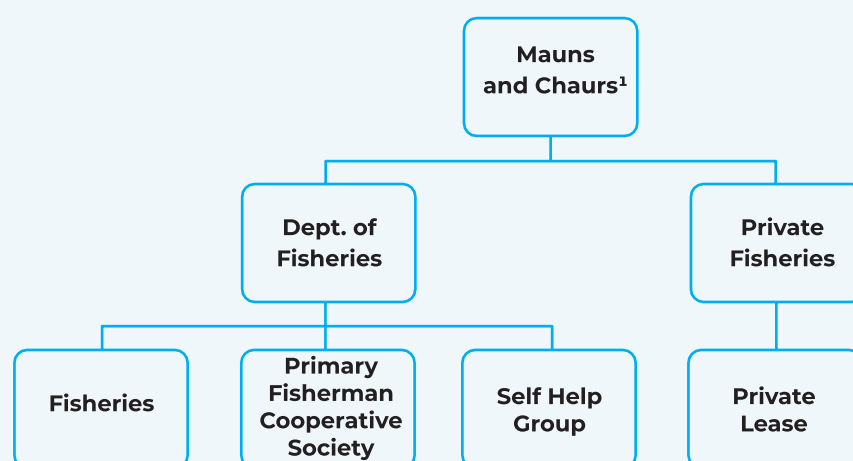 Mauns
and Chaurs¹
Dept. of
Fisheries
Private
Fisheries
Fisheries
Primary
Fisherman
Cooperative
Society
Self Help
Group
Private
Lease